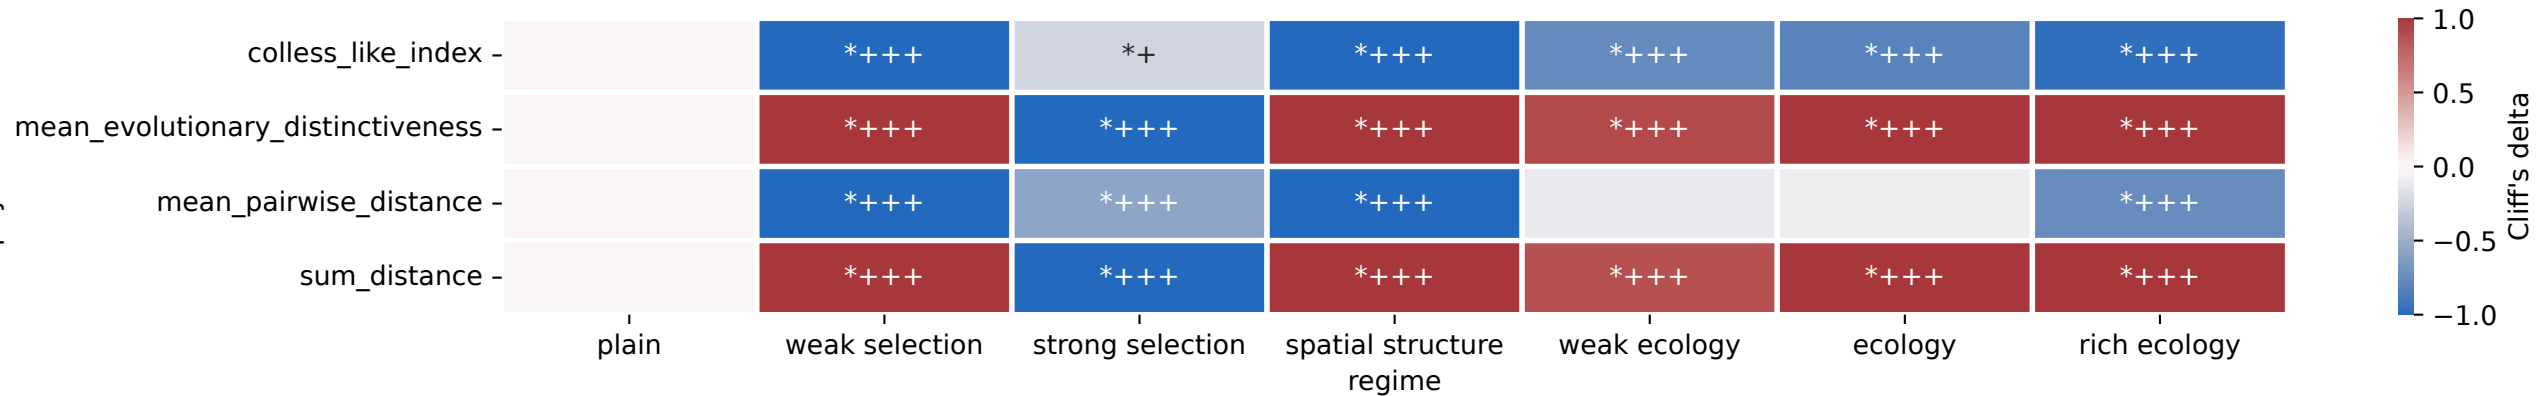 colless_like_index *+++ *+ *+++ *+++ *+++ *+++
mean_evolutionary_distinctiveness *+++ *+++ *+++ *+++ *+++ *+++
mean_pairwise_distance *+++ *+++ *+++ *+++
sum_distance *+++ *+++ *+++ *+++ *+++ *+++
plain weak selection strong selection spatial structure weak ecology ecology rich ecology
regime
1.0
0.5
0.0
−0.5
−1.0
Cliff's delta